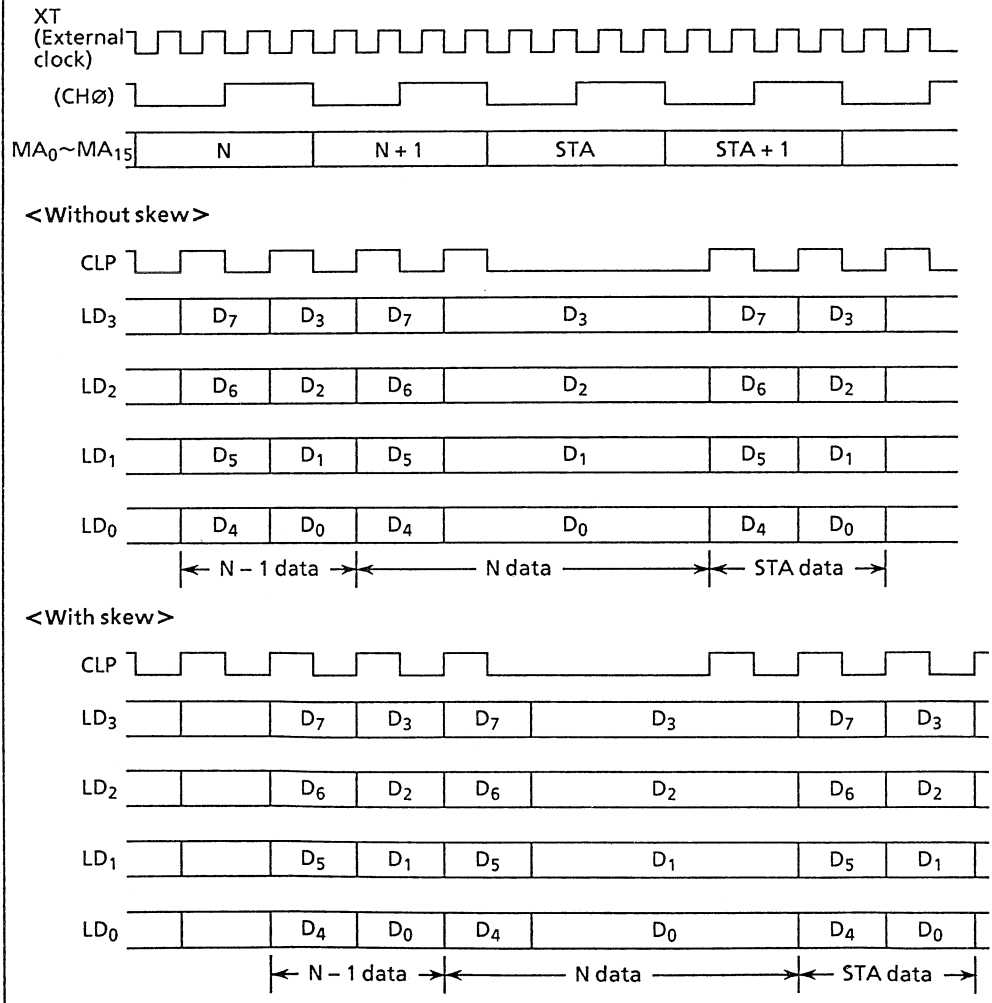 XT
(External
clock)
(CHø)
MA0~MA15 N N + 1 STA STA + 1
<Without skew>
CLP
LD3 D7 D3 D7 D3 D7 D3
LD2 D6 D2 D6 D2 D6 D2
LD1 D5 D1 D5 D1 D5 D1
LD0 D4 D0 D4 D0 D4 D0
N – 1 data N data STA data
<With skew>
CLP
LD3 D7 D3 D7 D3 D7 D3
LD2 D6 D2 D6 D2 D6 D2
LD1 D5 D1 D5 D1 D5 D1
LD0 D4 D0 D4 D0 D4 D0
N – 1 data N data STA data